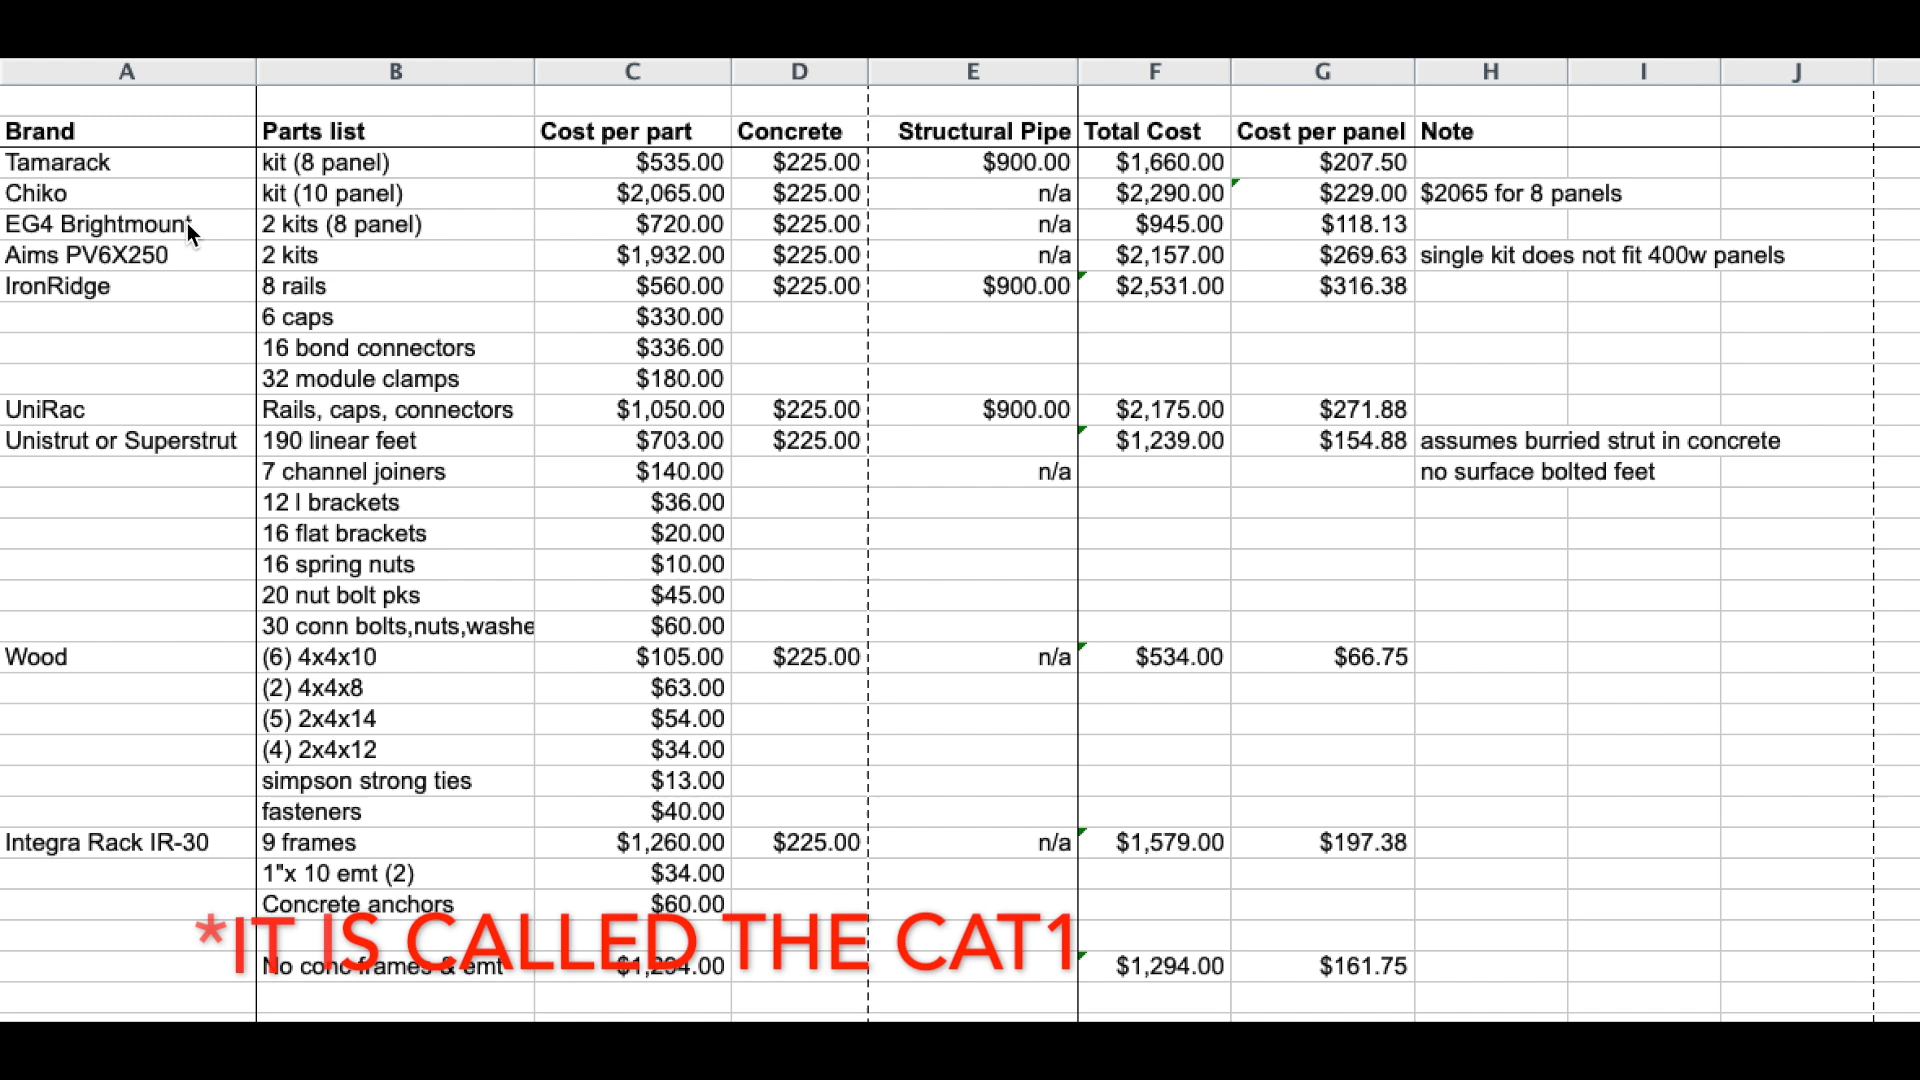 A B C D E F G H I J
Brand Parts list Cost per part Concrete Structural Pipe Total Cost Cost per panel Note
Tamarack kit (8 panel) $535.00 $225.00 $900.00 $1,660.00 $207.50
Chiko kit (10 panel) $2,065.00 $225.00 n/a $2,290.00 $229.00 $2065 for 8 panels
EG4 Brightmount 2 kits (8 panel) $720.00 $225.00 n/a $945.00 $118.13
Aims PV6X250 2 kits $1,932.00 $225.00 n/a $2,157.00 $269.63 single kit does not fit 400w panels
IronRidge 8 rails $560.00 $225.00 $900.00 $2,531.00 $316.38
6 caps $330.00
16 bond connectors $336.00
32 module clamps $180.00
UniRac Rails, caps, connectors $1,050.00 $225.00 $900.00 $2,175.00 $271.88
Unistrut or Superstrut 190 linear feet $703.00 $225.00 $1,239.00 $154.88 assumes burried strut in concrete
7 channel joiners $140.00 n/a no surface bolted feet
12 l brackets $36.00
16 flat brackets $20.00
16 spring nuts $10.00
20 nut bolt pks $45.00
30 conn bolts,nuts,washe $60.00
Wood (6) 4x4x10 $105.00 $225.00 n/a $534.00 $66.75
(2) 4x4x8 $63.00
(5) 2x4x14 $54.00
(4) 2x4x12 $34.00
simpson strong ties $13.00
fasteners $40.00
Integra Rack IR-30 9 frames $1,260.00 $225.00 n/a $1,579.00 $197.38
1"x 10 emt (2) $34.00
Concrete anchors $60.00
*IT IS CALLED THE CAT1
No conc frames & emt $1,294.00 $1,294.00 $161.75